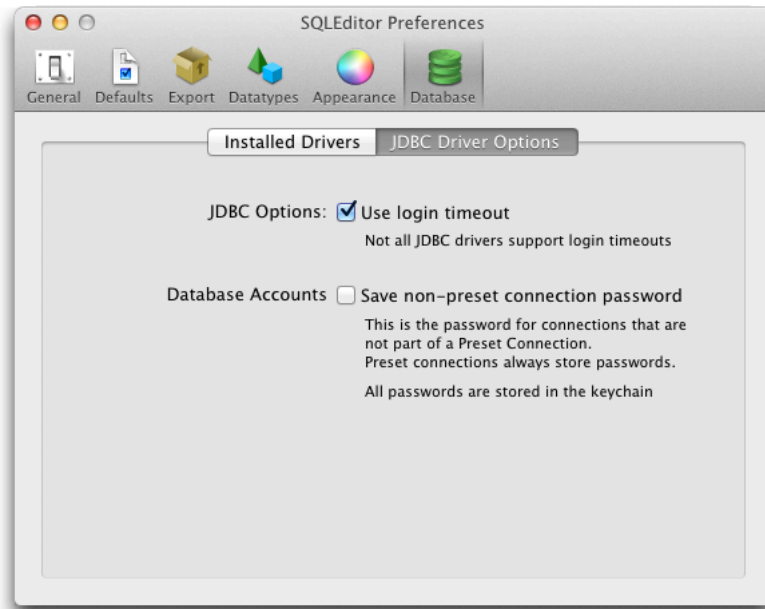 SQLEditor Preferences
General Defaults Export Datatypes Appearance Database
Installed Drivers JDBC Driver Options
JDBC Options: Use login timeout
Not all JDBC drivers support login timeouts
Database Accounts Save non-preset connection password
This is the password for connections that are
not part of a Preset Connection.
Preset connections always store passwords.
All passwords are stored in the keychain